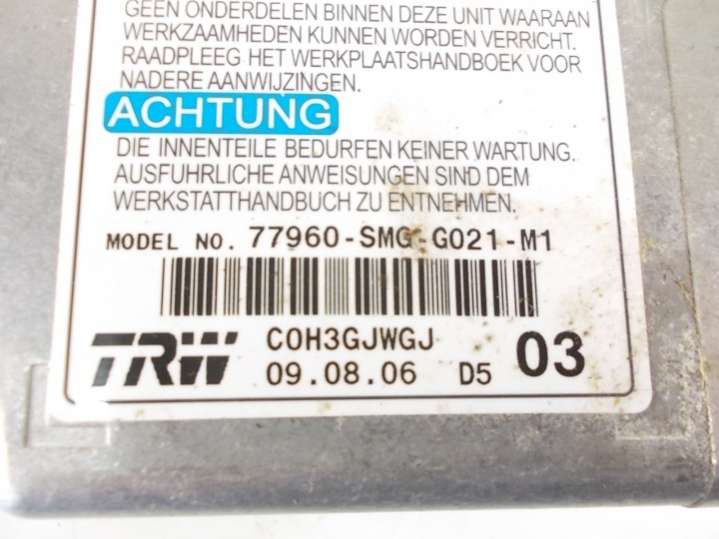 GEEN ONDERDELEN BINNEN DEZE UNIT WAARAAN
WERKZAAMHEDEN KUNNEN WORDEN VERRICHT.
RAADPLEEG HET WERKPLAATSHANDBOEK VOOR
NADERE AANWIJZINGEN.
ACHTUNG
DIE INNENTEILE BEDURFEN KEINER WARTUNG.
AUSFUHRLICHE ANWEISUNGEN SIND DEM
WERKSTATTHANDBUCH ZU ENTNEHMEN.
MODEL NO. 77960-SMG-G021-M1
TRW C0H3GJWGJ 03
09.08.06 D5